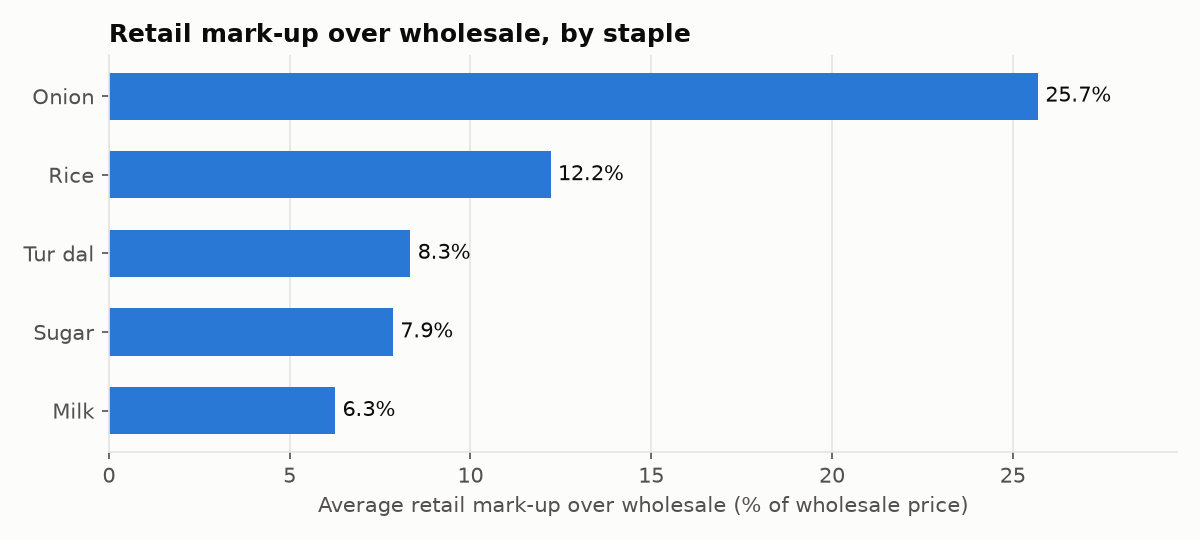 Retail mark-up over wholesale, by staple
Onion 25.7%
Rice 12.2%
Tur dal 8.3%
Sugar 7.9%
Milk 6.3%
0 5 10 15 20 25
Average retail mark-up over wholesale (% of wholesale price)